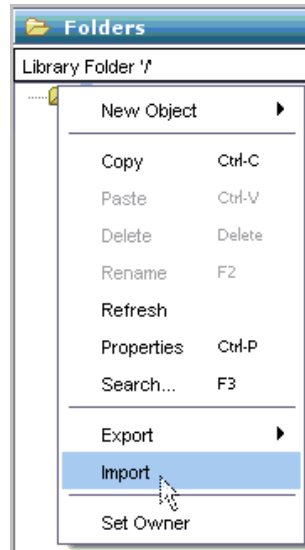 Folders
Library Folder '/'
New Object
Copy Ctrl-C
Paste Ctrl-V
Delete Delete
Rename F2
Refresh
Properties Ctrl-P
Search... F3
Export
Import
Set Owner